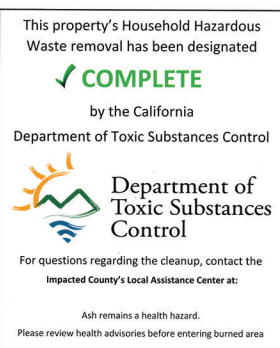 This property's Household Hazardous
Waste removal has been designated
✓ COMPLETE
by the California
Department of Toxic Substances Control
Department of
Toxic Substances
Control
For questions regarding the cleanup, contact the
Impacted County's Local Assistance Center at:
Ash remains a health hazard.
Please review health advisories before entering burned area